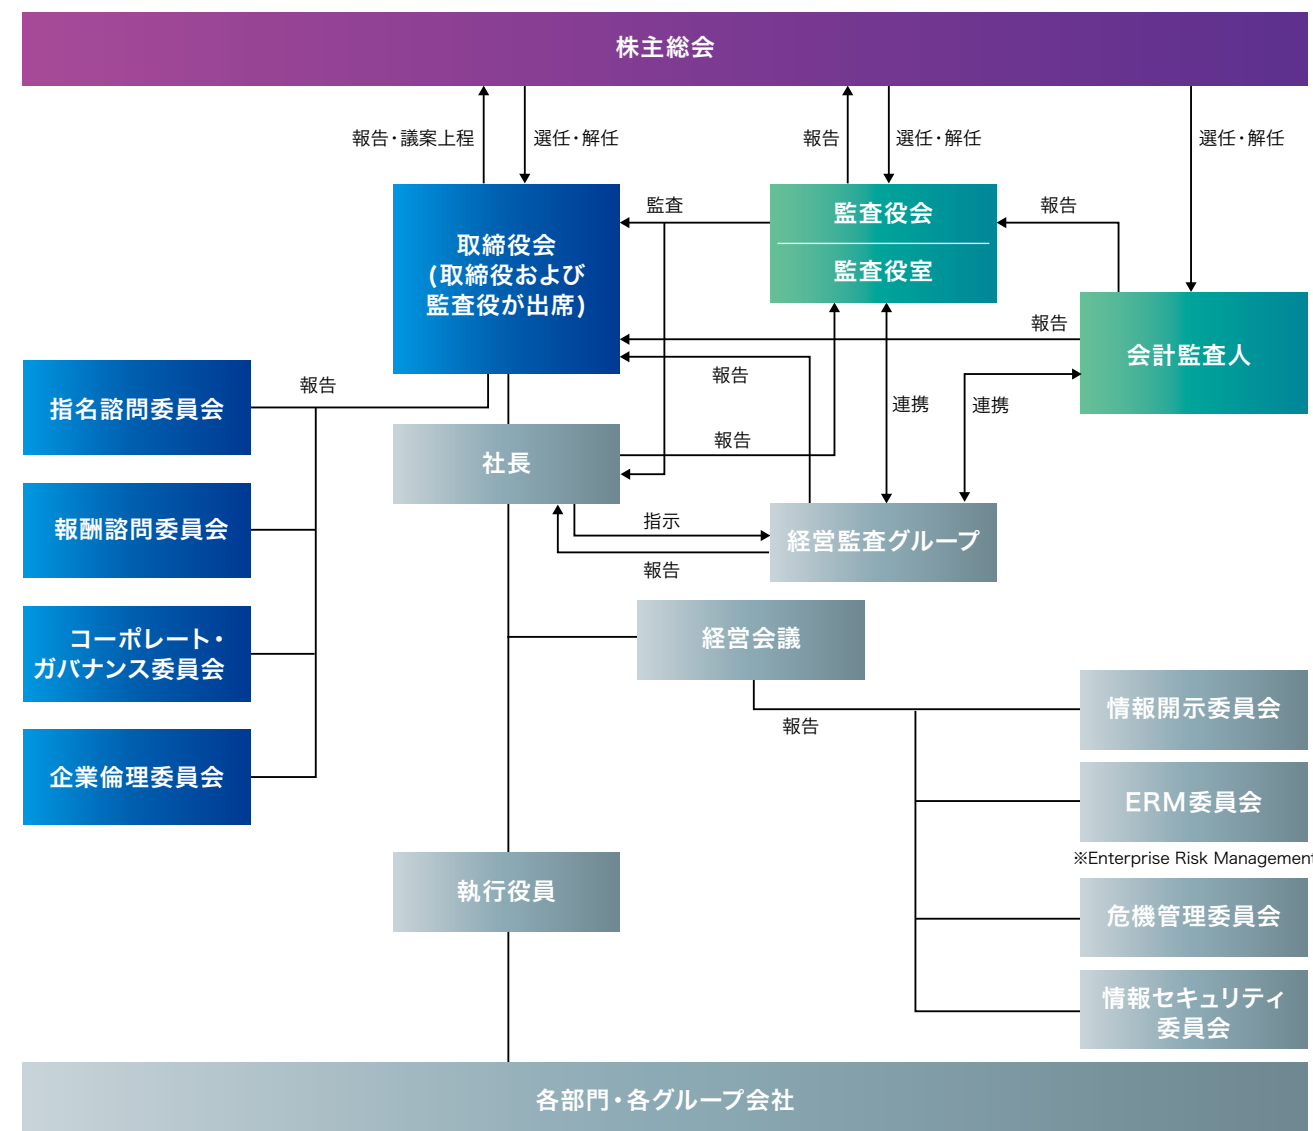 株主総会
報告・議案上程
選任・解任
報告
選任・解任
選任・解任
取締役会
(取締役および
監査役が出席)
監査
監査役会
監査役室
報告
会計監査人
報告
報告
連携
連携
指名諮問委員会
報告
報酬諮問委員会
コーポレート・
ガバナンス委員会
企業倫理委員会
社長
報告
指示
報告
経営監査グループ
経営会議
報告
情報開示委員会
ERM委員会
※Enterprise Risk Management
危機管理委員会
情報セキュリティ
委員会
執行役員
各部門・各グループ会社